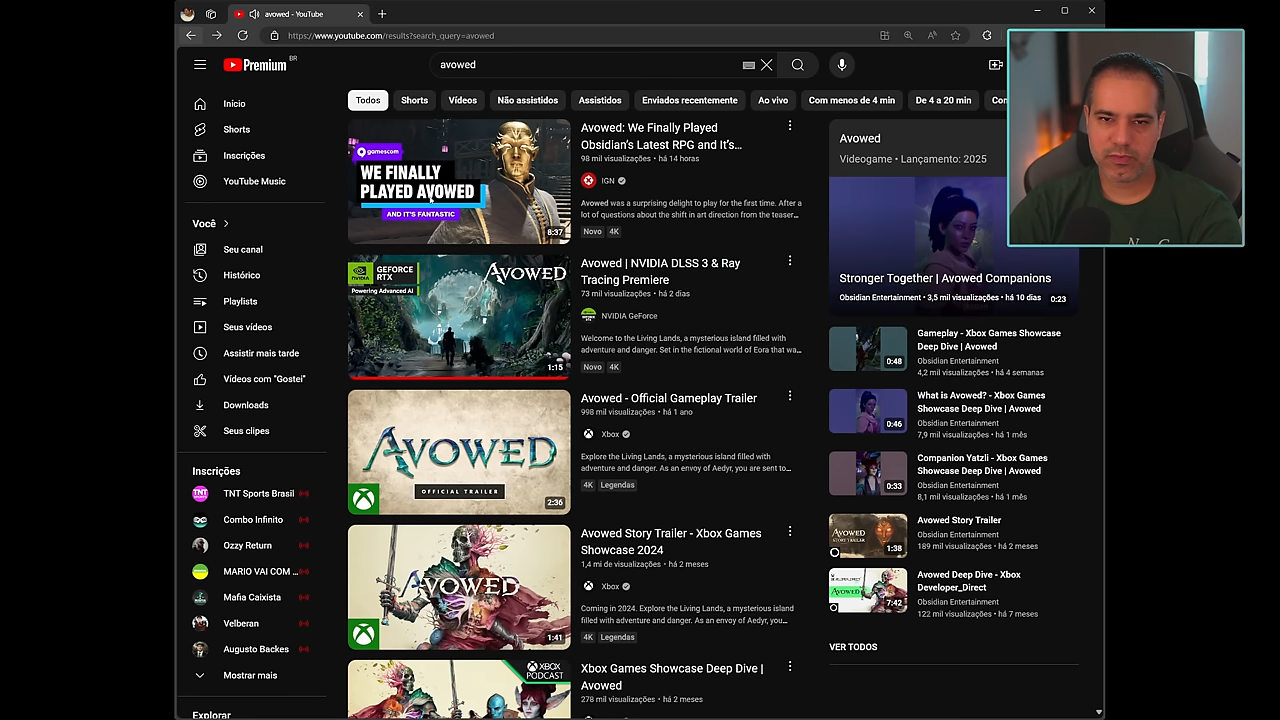 avowed - YouTube
https://www.youtube.com/results?search_query=avowed
Premium BR
avowed
Todos
Shorts
Vídeos
Não assistidos
Assistidos
Enviados recentemente
Ao vivo
Com menos de 4 min
De 4 a 20 min
Início
Shorts
Inscrições
YouTube Music
Você
Seu canal
Histórico
Playlists
Seus vídeos
Assistir mais tarde
Vídeos com "Gostei"
Downloads
Seus clipes
Inscrições
TNT Sports Brasil
Combo Infinito
Ozzy Return
MARIO VAI COM ...
Mafia Caixista
Velberan
Augusto Backes
Mostrar mais
Explorar
gamescom
WE FINALLY
PLAYED AVOWED
AND IT'S FANTASTIC
8:37
Avowed: We Finally Played
Obsidian's Latest RPG and It's...
98 mil visualizações • há 14 horas
IGN
Avowed was a surprising delight to play for the first time. After a
lot of questions about the shift in art direction from the teaser...
Novo 4K
NVIDIA
GEFORCE
RTX
Powering Advanced AI
AVOWED
1:15
Avowed | NVIDIA DLSS 3 & Ray
Tracing Premiere
73 mil visualizações • há 2 dias
NVIDIA GeForce
Welcome to the Living Lands, a mysterious island filled with
adventure and danger. Set in the fictional world of Eora that wa...
Novo 4K
AVOWED
OFFICIAL TRAILER
2:36
Avowed - Official Gameplay Trailer
998 mil visualizações • há 1 ano
Xbox
Explore the Living Lands, a mysterious island filled with
adventure and danger. As an envoy of Aedyr, you are sent to...
4K Legendas
AVOWED
1:41
Avowed Story Trailer - Xbox Games
Showcase 2024
1,4 mi de visualizações • há 2 meses
Xbox
Coming in 2024. Explore the Living Lands, a mysterious island
filled with adventure and danger. As an envoy of Aedyr, you...
4K Legendas
XBOX
PODCAST
Xbox Games Showcase Deep Dive |
Avowed
278 mil visualizações • há 2 meses
Avowed
Videogame • Lançamento: 2025
Stronger Together | Avowed Companions
Obsidian Entertainment • 3,5 mil visualizações • há 10 dias
0:23
0:48
Gameplay - Xbox Games Showcase
Deep Dive | Avowed
Obsidian Entertainment
4,2 mil visualizações • há 4 semanas
0:46
What is Avowed? - Xbox Games
Showcase Deep Dive | Avowed
Obsidian Entertainment
7,9 mil visualizações • há 1 mês
0:33
Companion Yatzli - Xbox Games
Showcase Deep Dive | Avowed
Obsidian Entertainment
8,1 mil visualizações • há 1 mês
AVOWED
STORY TRAILER
1:38
Avowed Story Trailer
189 mil visualizações • há 2 meses
AVOWED
7:42
Avowed Deep Dive - Xbox
Developer_Direct
Obsidian Entertainment
122 mil visualizações • há 7 meses
VER TODOS